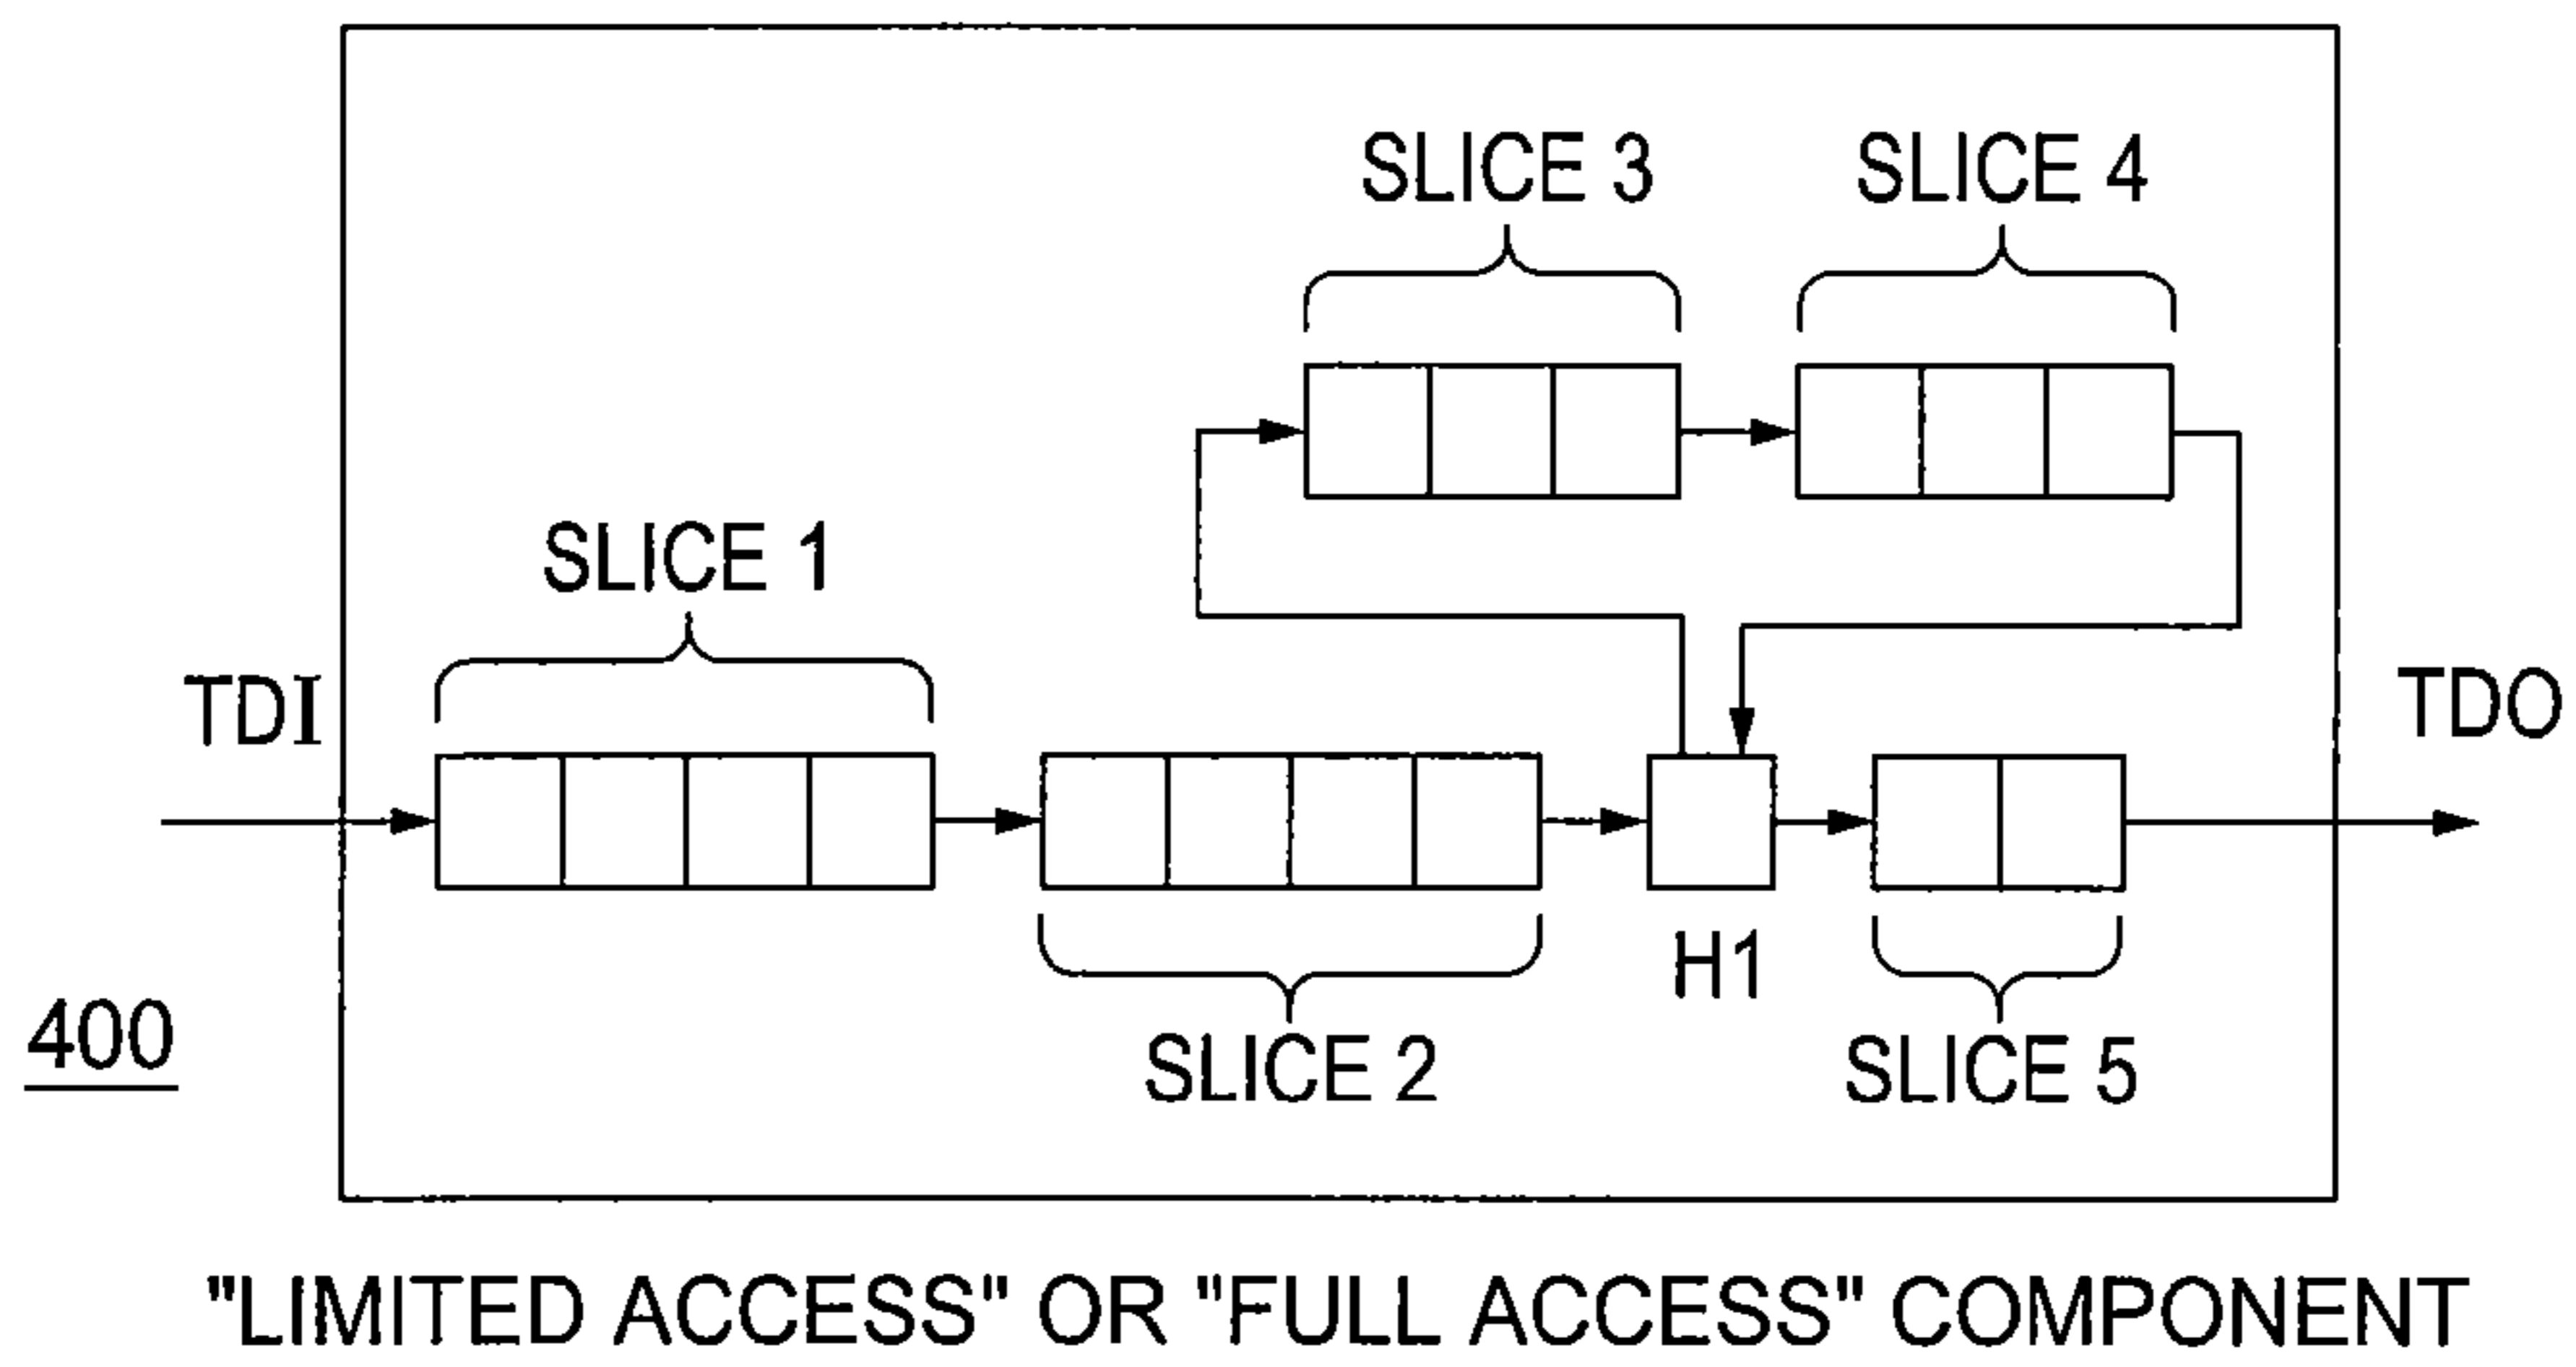 SLICE 3
SLICE 4
SLICE 1
TDI
TDO
H1
400
SLICE 2
SLICE 5
"LIMITED ACCESS" OR "FULL ACCESS" COMPONENT